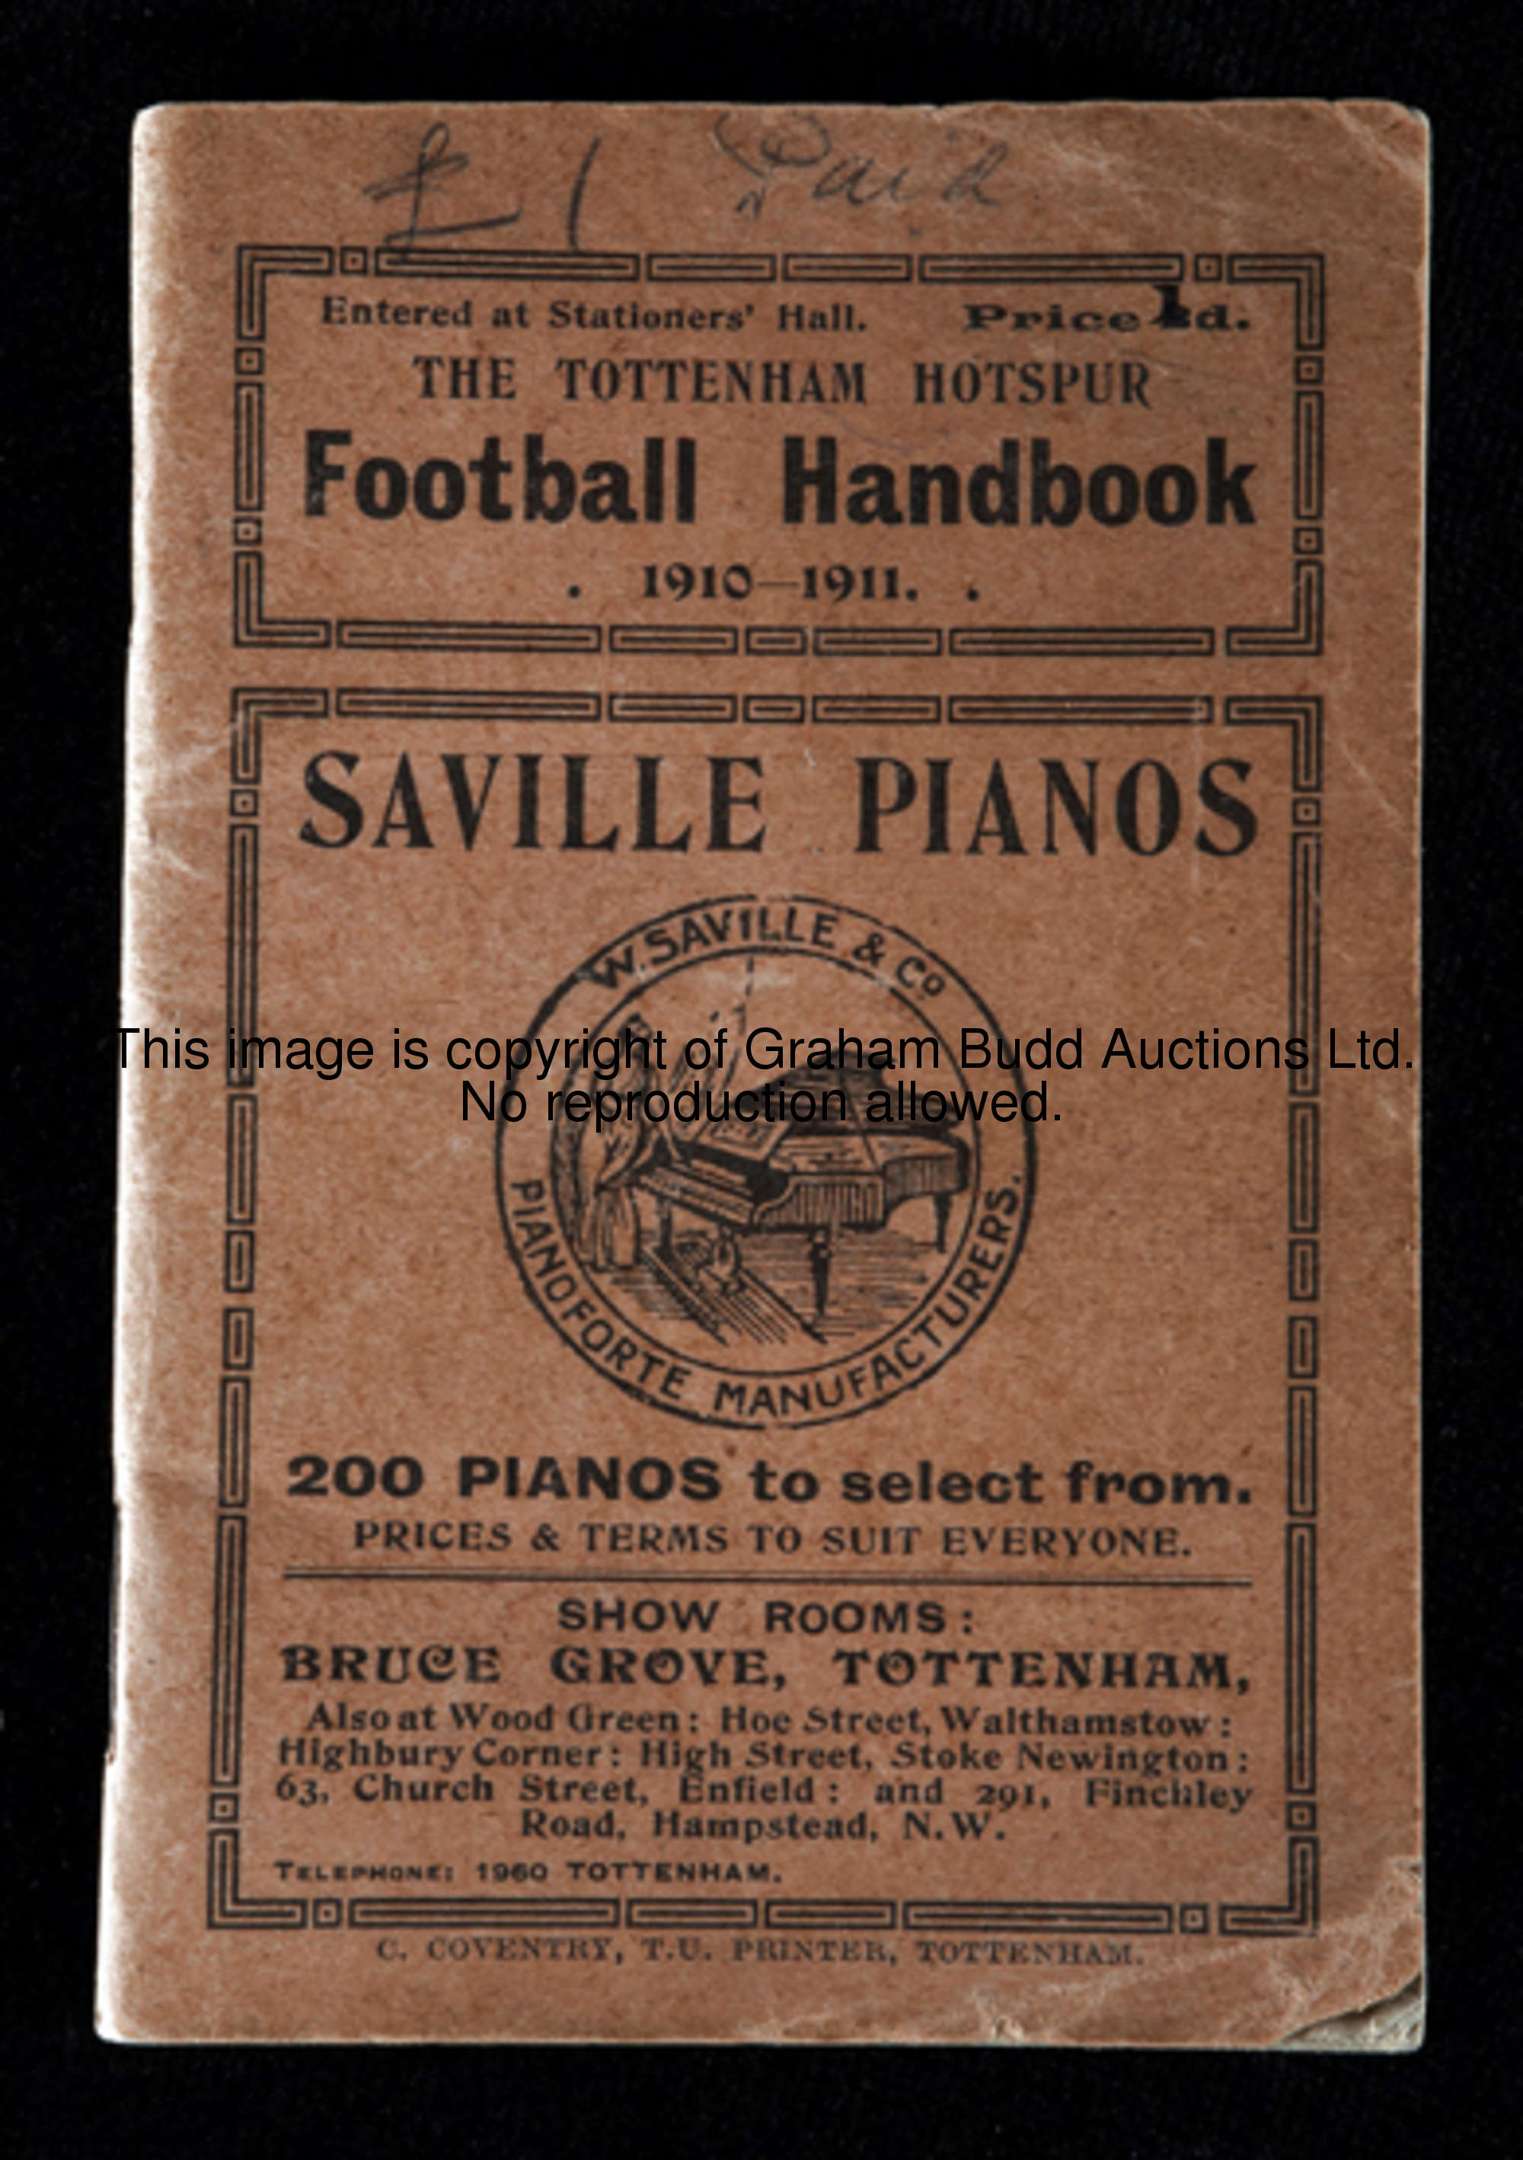 £1 Paid
Entered at Stationers' Hall. Price 1d.
THE TOTTENHAM HOTSPUR
Football Handbook
. 1910—1911. .
SAVILLE PIANOS
W. SAVILLE & Co
PIANOFORTE MANUFACTURERS.
This image is copyright of Graham Budd Auctions Ltd.
No reproduction allowed.
200 PIANOS to select from.
PRICES & TERMS TO SUIT EVERYONE.
SHOW ROOMS:
BRUCE GROVE, TOTTENHAM,
Also at Wood Green: Hoe Street, Walthamstow:
Highbury Corner: High Street, Stoke Newington:
63, Church Street, Enfield: and 291, Finchley
Road, Hampstead, N.W.
TELEPHONE: 1960 TOTTENHAM.
C. COVENTRY, T.U. PRINTER, TOTTENHAM.